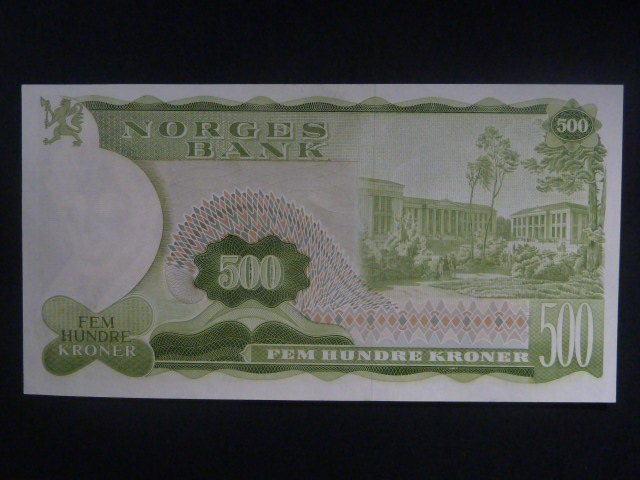 NORGES
BANK
500
500
FEM
HUNDRE
KRONER
FEM HUNDRE KRONER
500